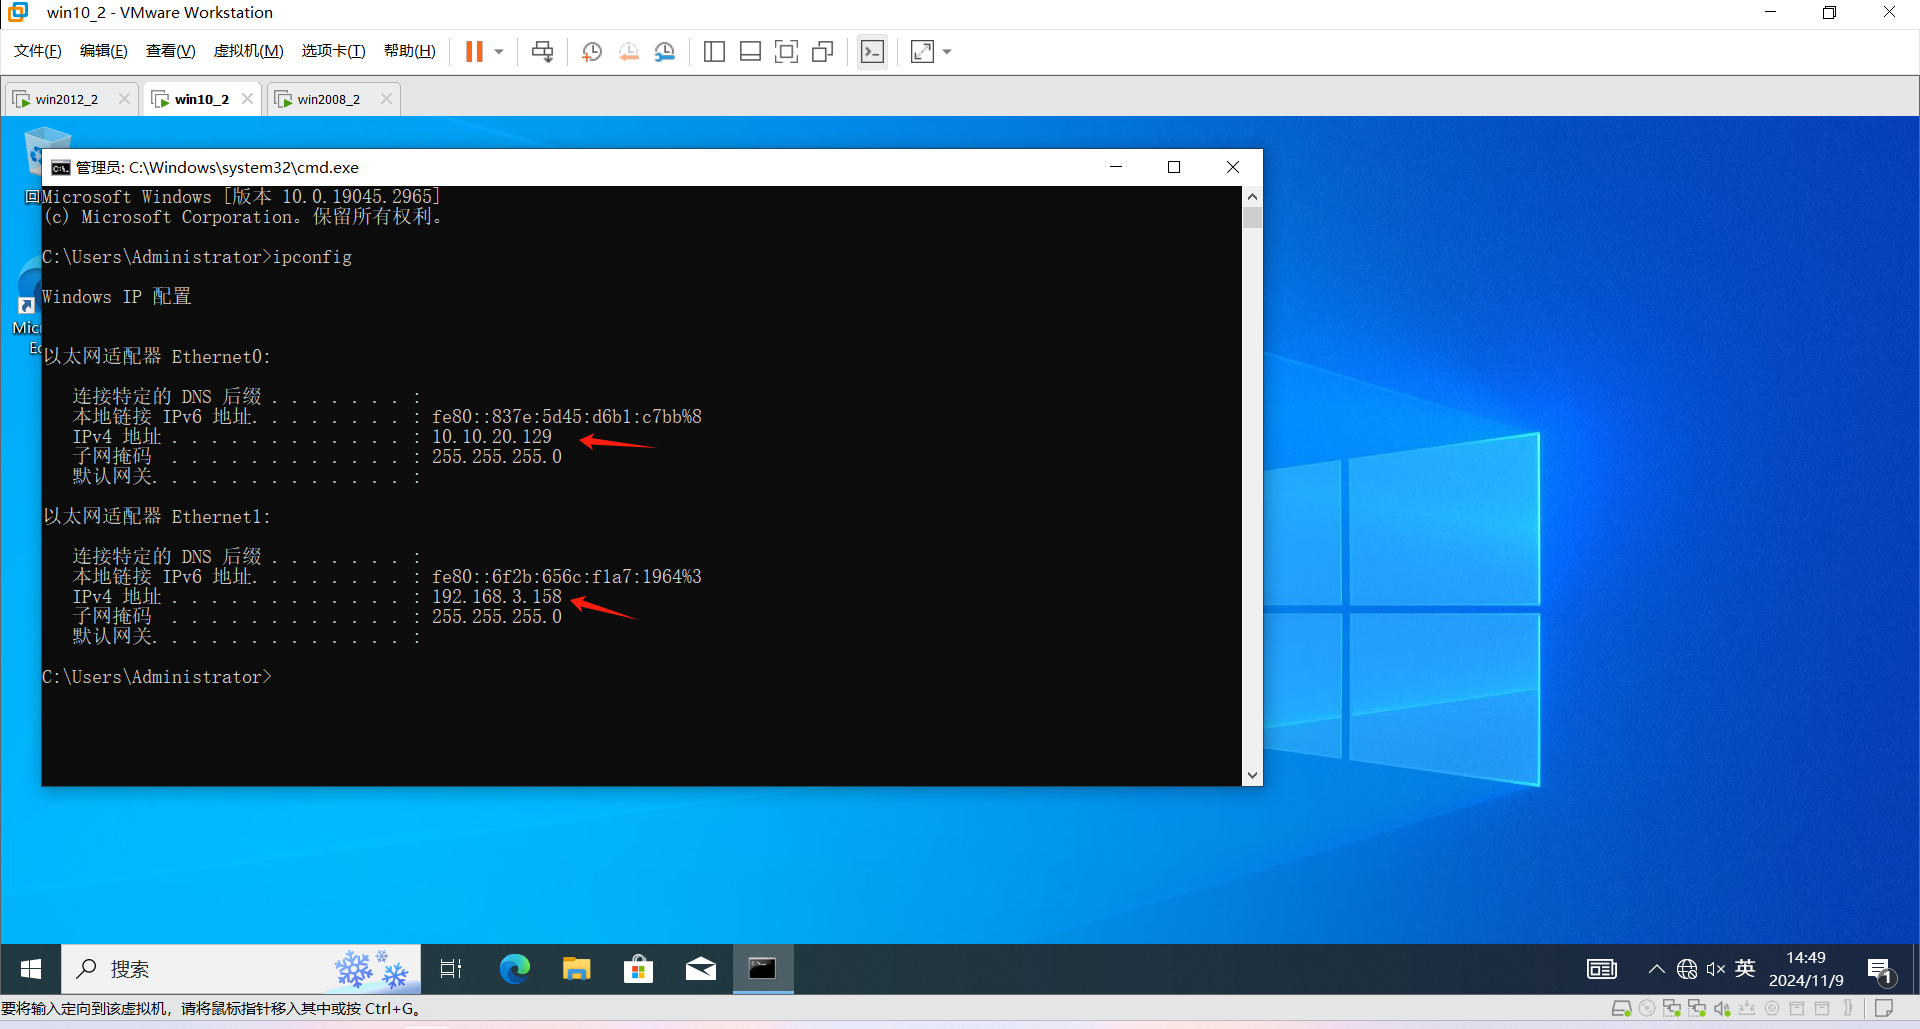 win10_2 - VMware Workstation
文件(F) 编辑(E) 查看(V) 虚拟机(M) 选项卡(T) 帮助(H)
win2012_2 win10_2 win2008_2
管理员: C:\Windows\system32\cmd.exe
回
Microsoft Windows [版本 10.0.19045.2965]
(c) Microsoft Corporation。保留所有权利。
C:\Users\Administrator>ipconfig
Windows IP 配置
Mic
以太网适配器 Ethernet0:
连接特定的 DNS 后缀 . . . . . . . :
本地链接 IPv6 地址. . . . . . . . : fe80::837e:5d45:d6b1:c7bb%8
IPv4 地址 . . . . . . . . . . . . : 10.10.20.129
子网掩码 . . . . . . . . . . . . : 255.255.255.0
默认网关. . . . . . . . . . . . . :
以太网适配器 Ethernet1:
连接特定的 DNS 后缀 . . . . . . . :
本地链接 IPv6 地址. . . . . . . . : fe80::6f2b:656c:f1a7:1964%3
IPv4 地址 . . . . . . . . . . . . : 192.168.3.158
子网掩码 . . . . . . . . . . . . : 255.255.255.0
默认网关. . . . . . . . . . . . . :
C:\Users\Administrator>
搜索
英
14:49
2024/11/9
1
要将输入定向到该虚拟机，请将鼠标指针移入其中或按 Ctrl+G。